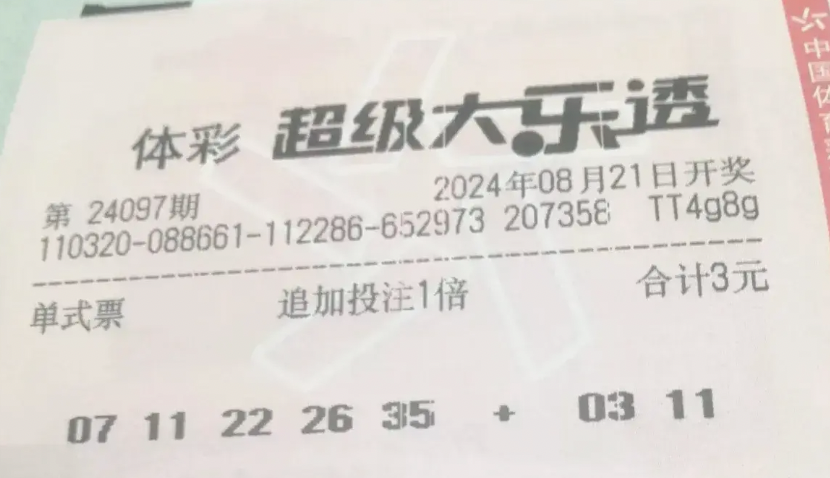 中国体
体彩 超级大乐透
第 24097期 2024年08月21日开奖
110320-088661-112286-652973 207358 TT4g8g
单式票 追加投注1倍 合计3元
07 11 22 26 35 + 03 11